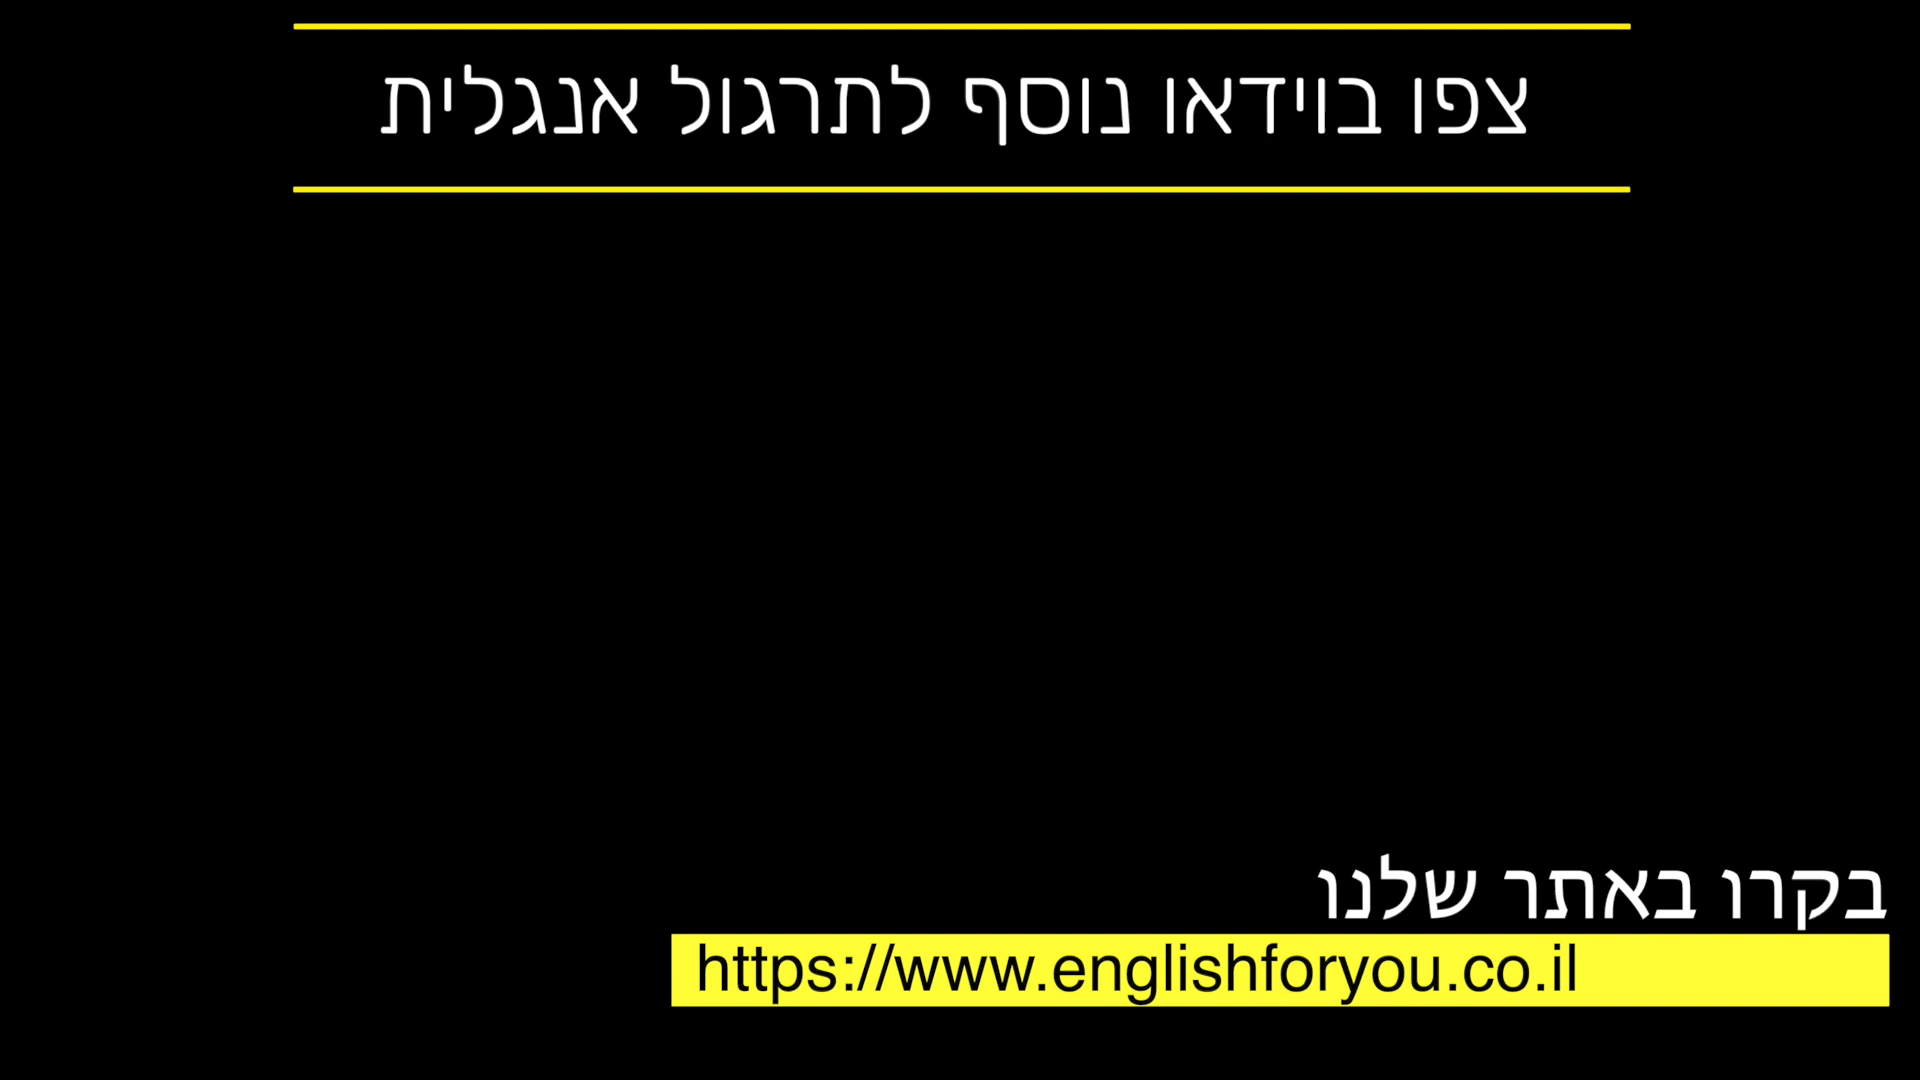 צפו בוידאו נוסף לתרגול אנגלית
בקרו באתר שלנו
https://www.englishforyou.co.il